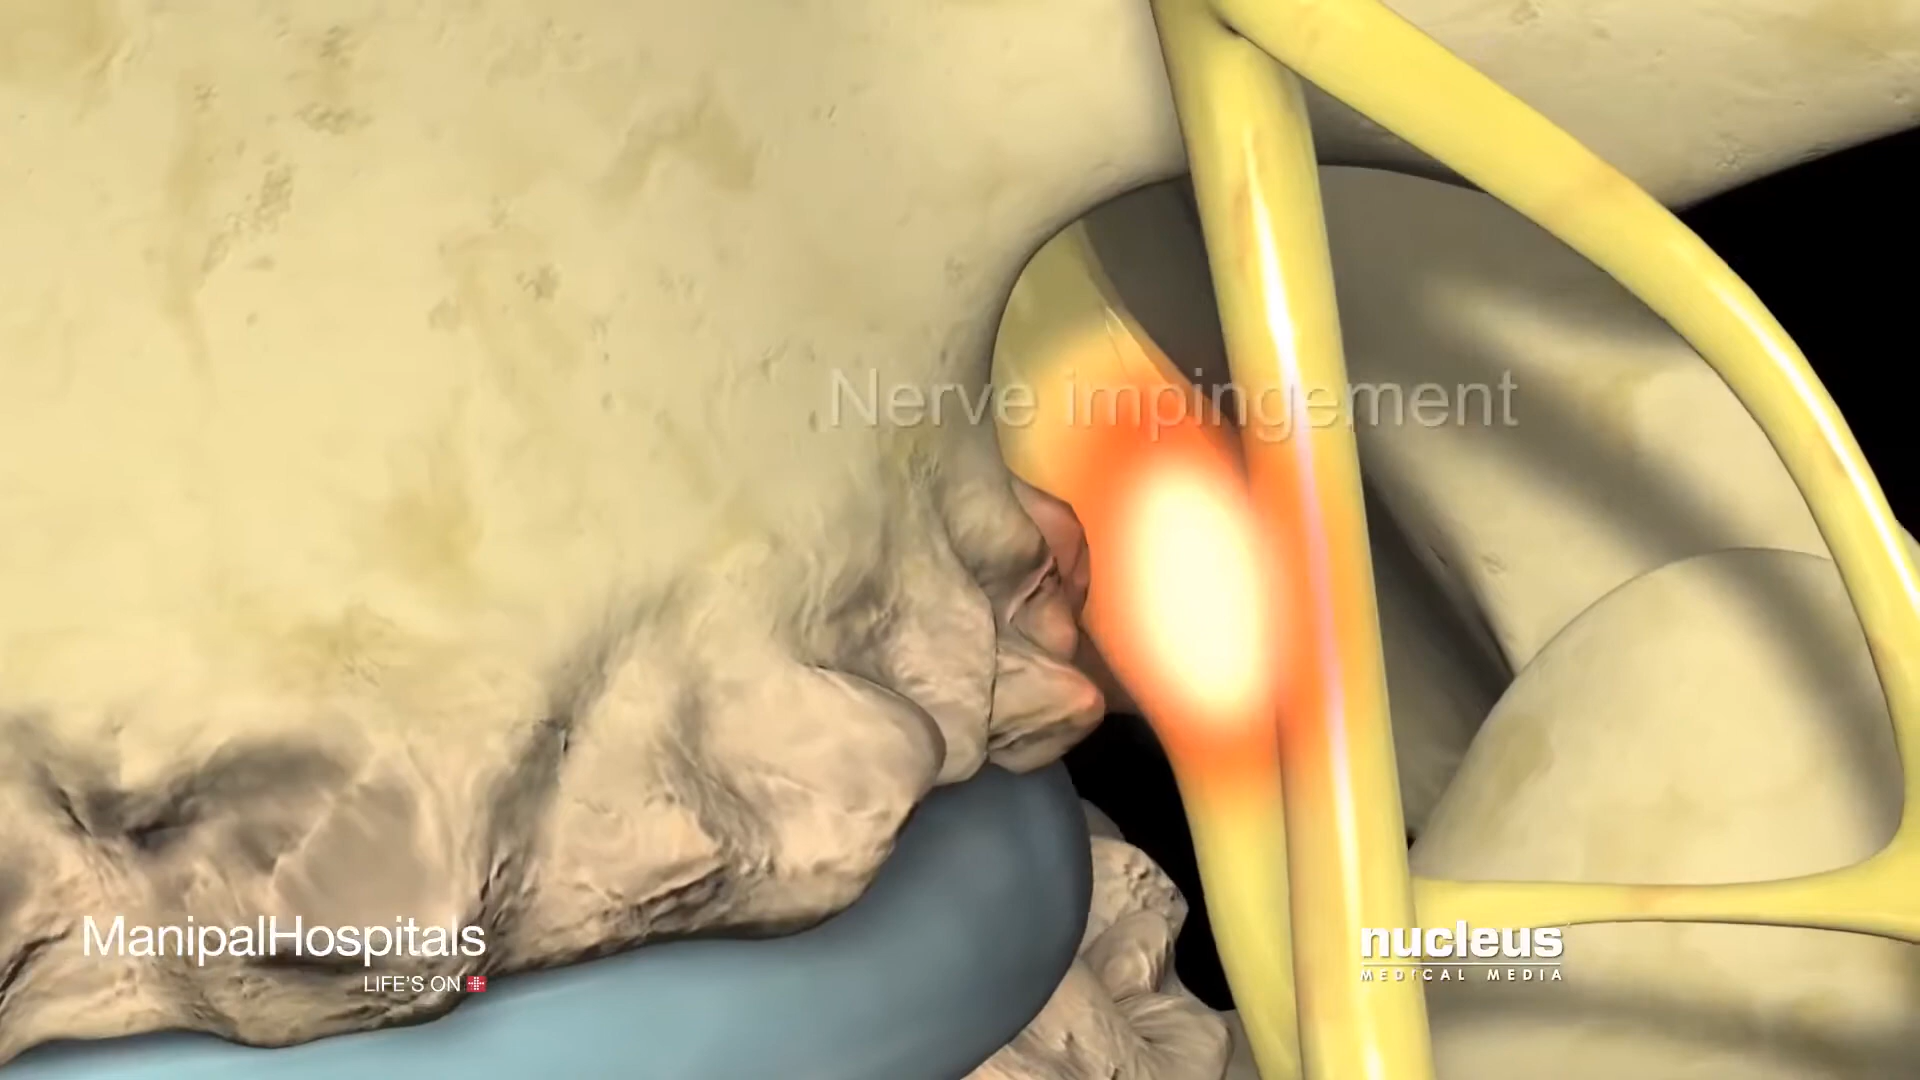 Nerve impingement
ManipalHospitals
LIFE'S ON
nucleus
MEDICAL MEDIA